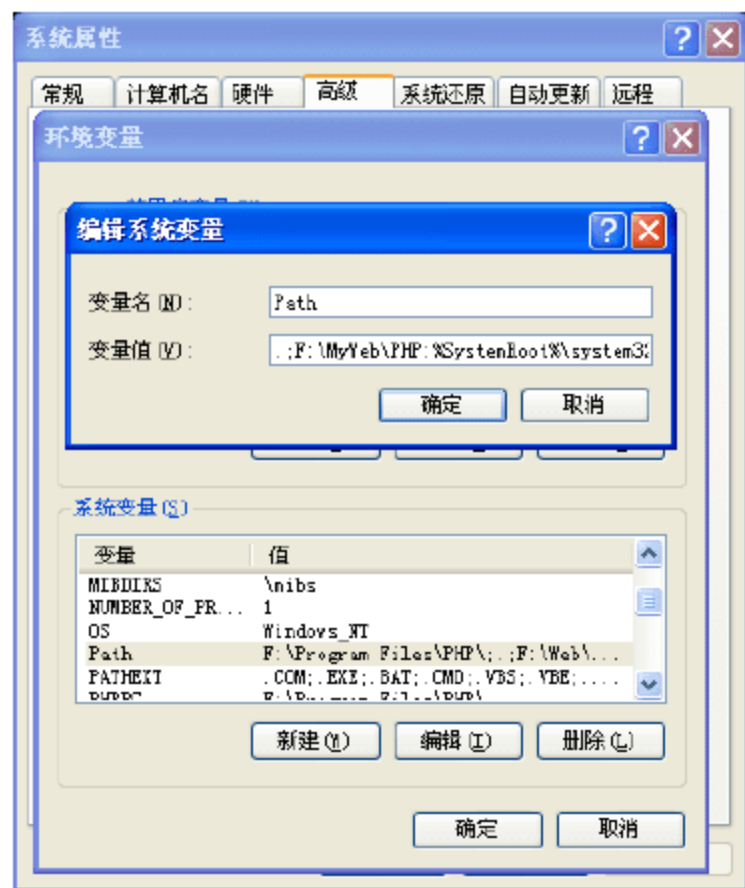 系统属性
常规 计算机名 硬件 高级 系统还原 自动更新 远程
环境变量
编辑系统变量
变量名(N): Path
变量值(V): .;F:\MyWeb\PHP:%SystemRoot%\system32
确定 取消
系统变量(S)
变量 值
MIBDIRS \mibs
NUMBER_OF_PR... 1
OS Windows_NT
Path F:\Program Files\PHP\;.;F:\Web\...
PATHEXT .COM;.EXE;.BAT;.CMD;.VBS;.VBE;....
新建(W) 编辑(I) 删除(L)
确定 取消